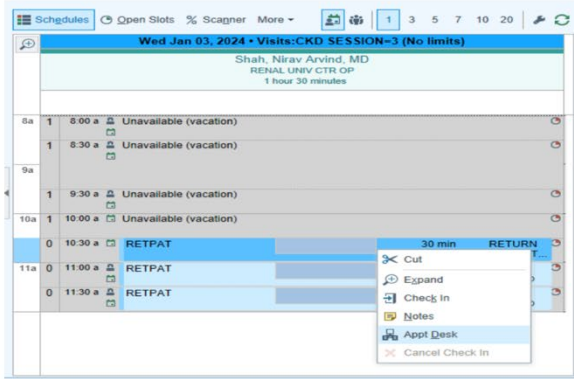 Schedules Open Slots % Scanner More 1 3 5 7 10 20
Wed Jan 03, 2024 • Visits:CKD SESSION=3 (No limits)
Shah, Nirav Arvind, MD
RENAL UNIV CTR OP
1 hour 30 minutes
8a 1 8:00 a Unavailable (vacation)
1 8:30 a Unavailable (vacation)
9a
1 9:30 a Unavailable (vacation)
10a 1 10:00 a Unavailable (vacation)
0 10:30 a RETPAT 30 min RETURN
T...
Cut
11a 0 11:00 a RETPAT
Expand
Check In
0 11:30 a RETPAT
Notes
Appt Desk
Cancel Check In